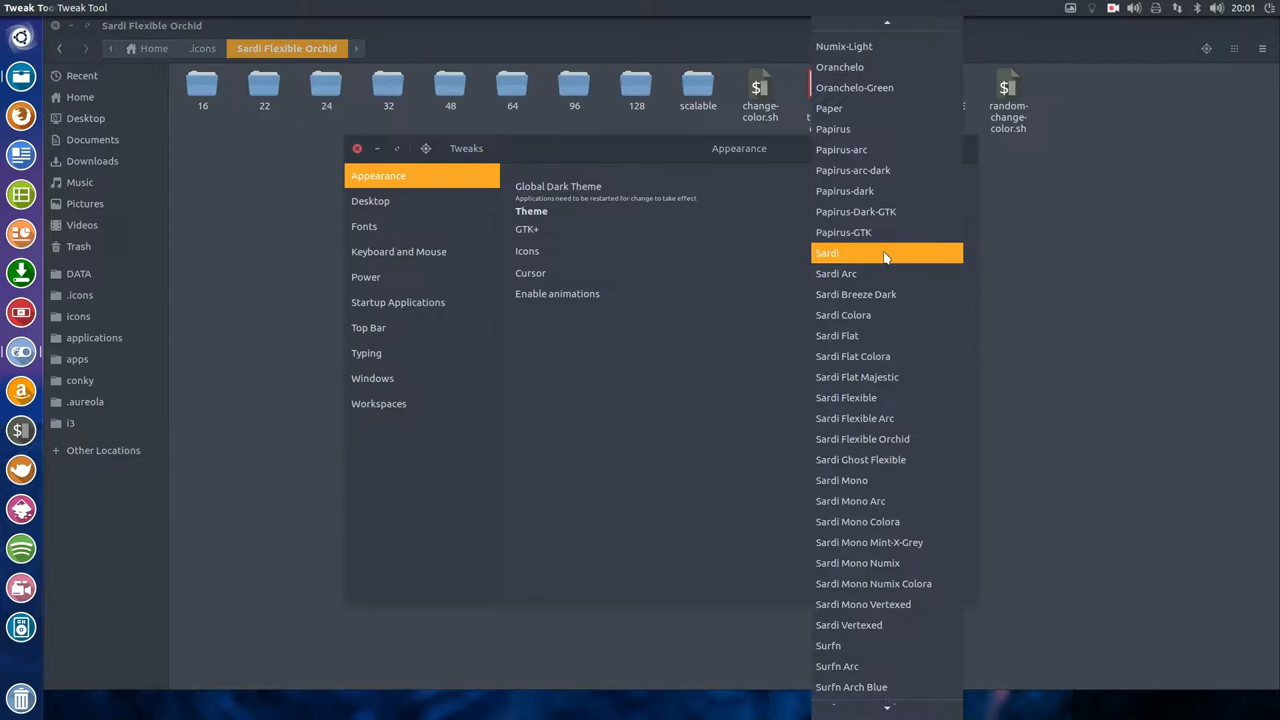 Tweak Too Tweak Tool
20:01
Sardi Flexible Orchid
Home
.icons
Sardi Flexible Orchid
Recent
Home
Desktop
Documents
Downloads
Music
Pictures
Videos
Trash
DATA
.icons
icons
applications
apps
conky
.aureola
i3
Other Locations
16
22
24
32
48
64
96
128
scalable
change-
color.sh
random-
change-
color.sh
Tweaks
Appearance
Appearance
Desktop
Fonts
Keyboard and Mouse
Power
Startup Applications
Top Bar
Typing
Windows
Workspaces
Global Dark Theme
Applications need to be restarted for change to take effect
Theme
GTK+
Icons
Cursor
Enable animations
Numix-Light
Oranchelo
Oranchelo-Green
Paper
Papirus
Papirus-arc
Papirus-arc-dark
Papirus-dark
Papirus-Dark-GTK
Papirus-GTK
Sardi
Sardi Arc
Sardi Breeze Dark
Sardi Colora
Sardi Flat
Sardi Flat Colora
Sardi Flat Majestic
Sardi Flexible
Sardi Flexible Arc
Sardi Flexible Orchid
Sardi Ghost Flexible
Sardi Mono
Sardi Mono Arc
Sardi Mono Colora
Sardi Mono Mint-X-Grey
Sardi Mono Numix
Sardi Mono Numix Colora
Sardi Mono Vertexed
Sardi Vertexed
Surfn
Surfn Arc
Surfn Arch Blue